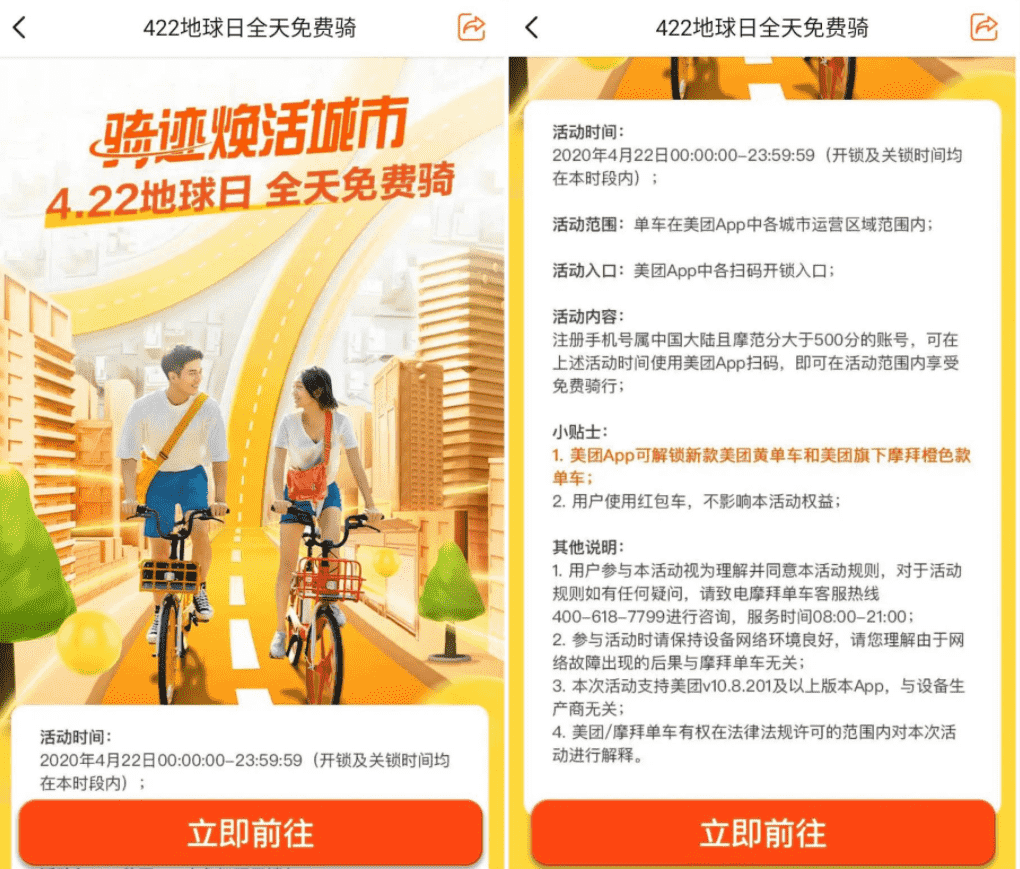 422地球日全天免费骑
骑迹焕活城市
4.22地球日 全天免费骑
活动时间：
2020年4月22日00:00:00-23:59:59（开锁及关锁时间均
在本时段内）；
立即前往
422地球日全天免费骑
活动时间：
2020年4月22日00:00:00-23:59:59（开锁及关锁时间均
在本时段内）；
活动范围：单车在美团App中各城市运营区域范围内；
活动入口：美团App中各扫码开锁入口；
活动内容：
注册手机号属中国大陆且摩范分大于500分的账号，可在
上述活动时间使用美团App扫码，即可在活动范围内享受
免费骑行；
小贴士：
1. 美团App可解锁新款美团黄单车和美团旗下摩拜橙色款
单车；
2. 用户使用红包车，不影响本活动权益；
其他说明：
1. 用户参与本活动视为理解并同意本活动规则，对于活动
规则如有任何疑问，请致电摩拜单车客服热线
400-618-7799进行咨询，服务时间08:00-21:00；
2. 参与活动时请保持设备网络环境良好，请您理解由于网
络故障出现的后果与摩拜单车无关；
3. 本次活动支持美团v10.8.201及以上版本App，与设备生
产商无关；
4. 美团/摩拜单车有权在法律法规许可的范围内对本次活
动进行解释。
立即前往